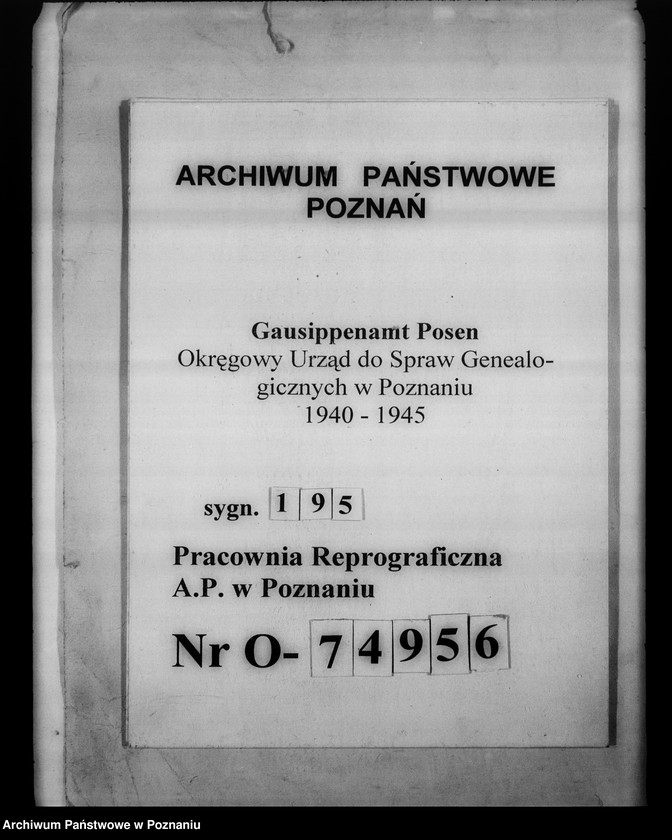 ARCHIWUM PAŃSTWOWE
POZNAŃ
Gausippenamt Posen
Okręgowy Urząd do Spraw Genealo-
gicznych w Poznaniu
1940 - 1945
sygn. 195
Pracownia Reprograficzna
A.P. w Poznaniu
Nr O- 74956
Archiwum Państwowe w Poznaniu